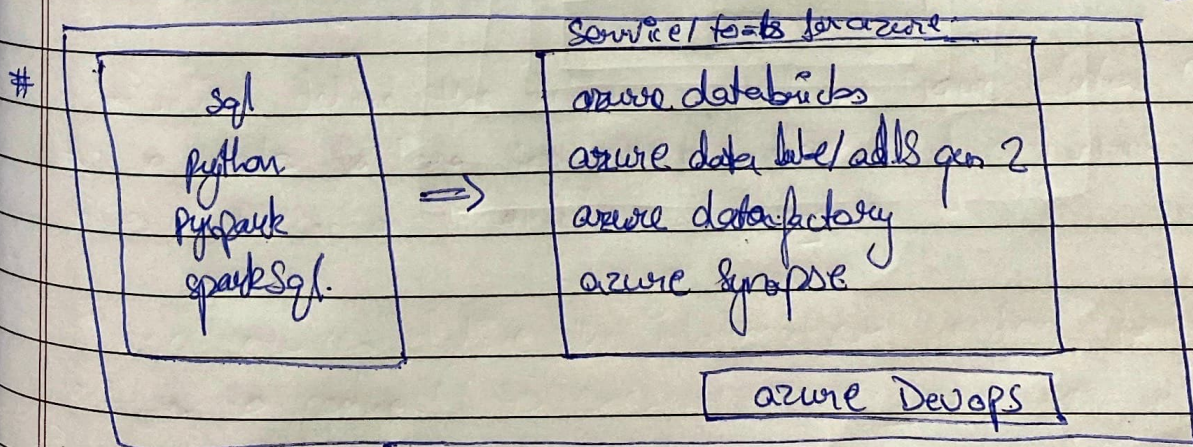 Service/ tools for azure
#
sql
python
pyspark
sparksql.
⇒
azure databricks
azure data lake/ adls gen 2
azure datafactory
azure synapse
azure Devops